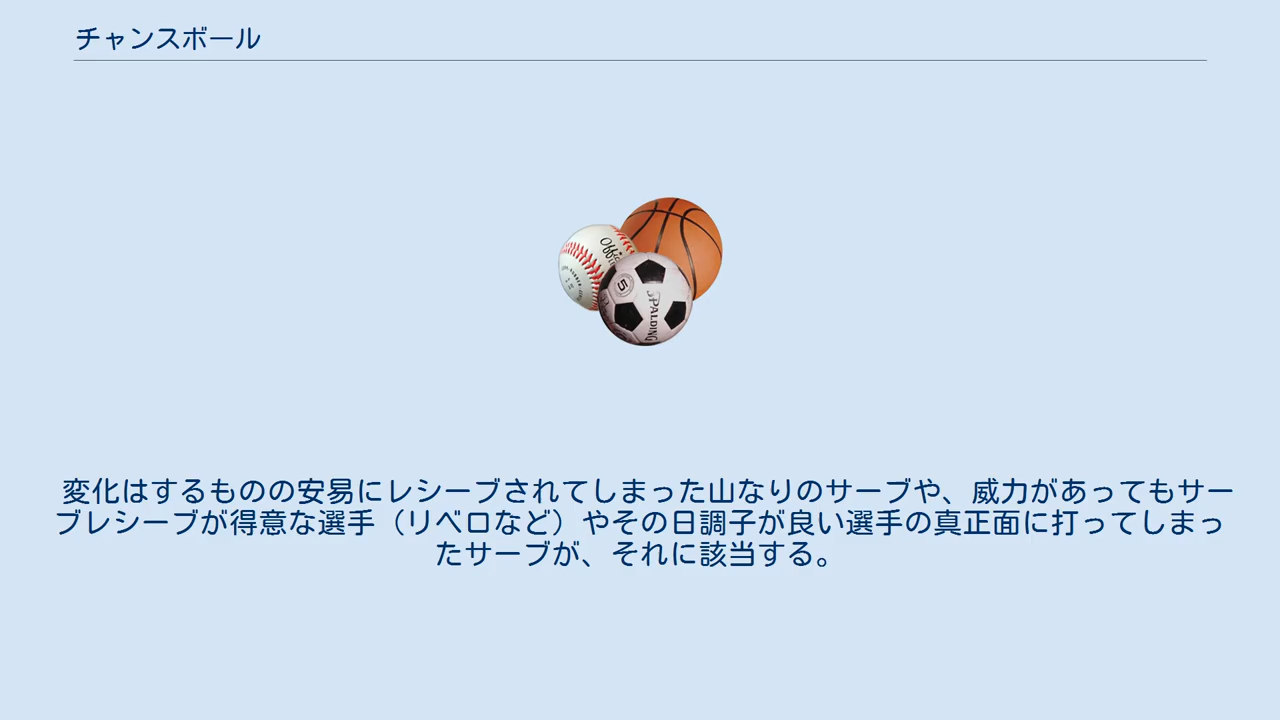 チャンスボール
Offi
5
SPALDING
変化はするものの安易にレシーブされてしまった山なりのサーブや、威力があってもサー
ブレシーブが得意な選手（リベロなど）やその日調子が良い選手の真正面に打ってしまっ
たサーブが、それに該当する。